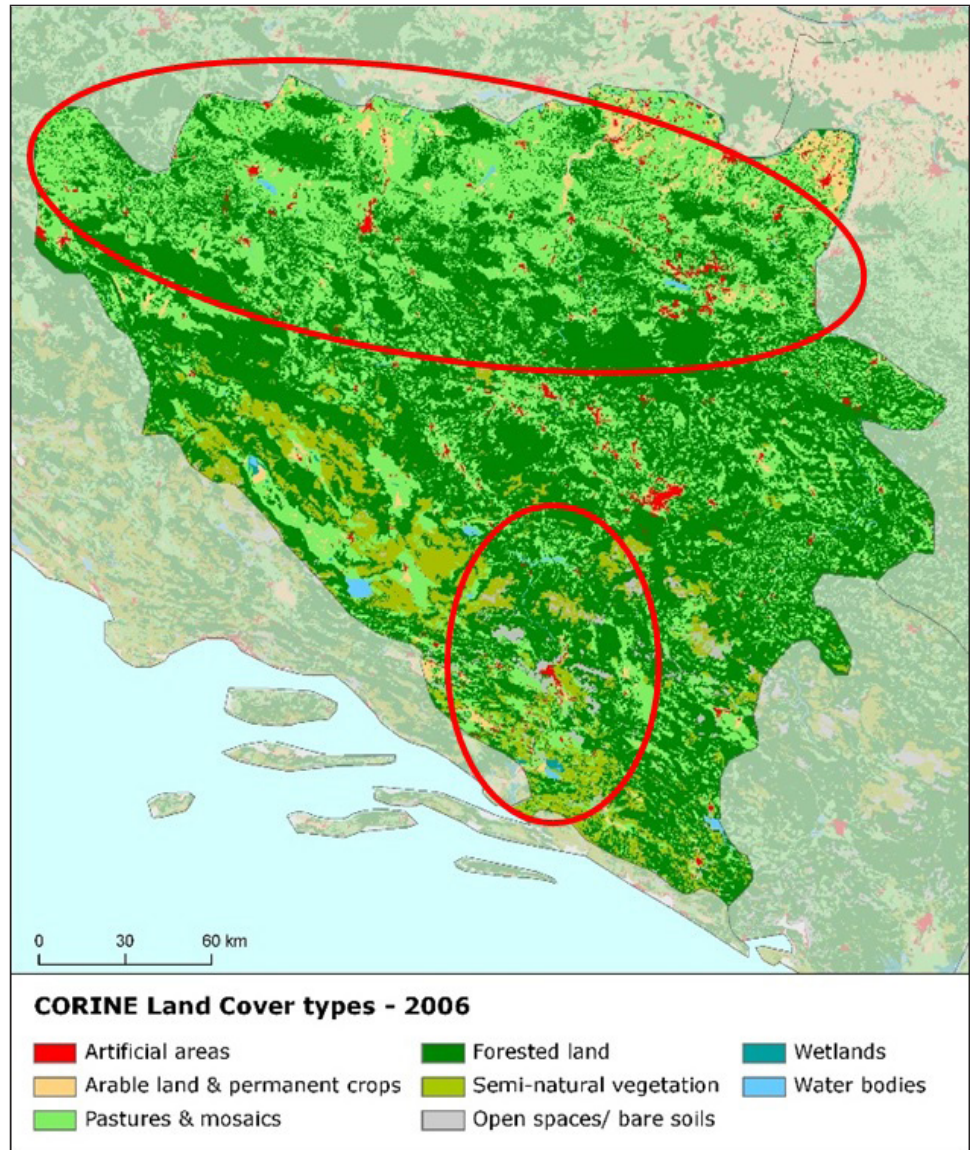 0 30 60 km
CORINE Land Cover types - 2006
Artificial areas
Arable land & permanent crops
Pastures & mosaics
Forested land
Semi-natural vegetation
Open spaces/ bare soils
Wetlands
Water bodies